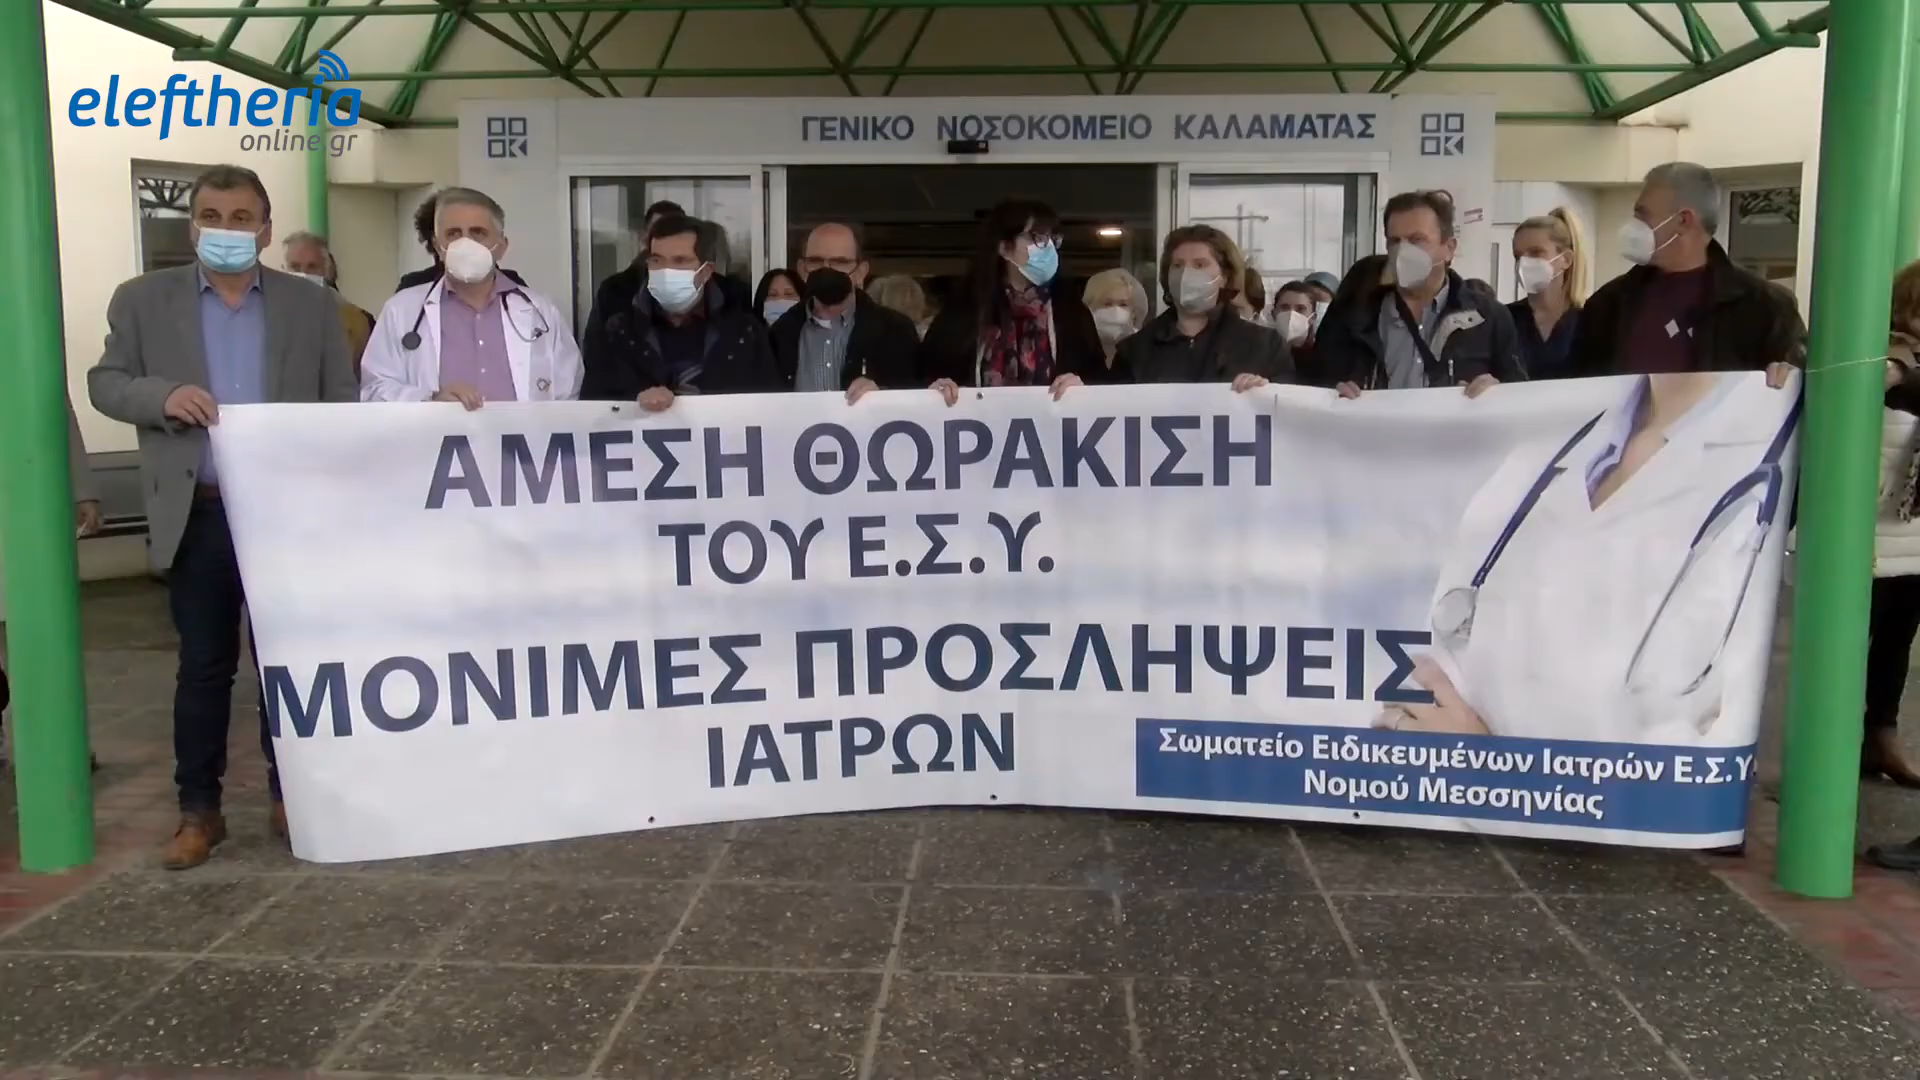 eleftheria
online.gr
ΓΕΝΙΚΟ ΝΟΣΟΚΟΜΕΙΟ ΚΑΛΑΜΑΤΑΣ
ΑΜΕΣΗ ΘΩΡΑΚΙΣΗ
ΤΟΥ Ε.Σ.Υ.
ΜΟΝΙΜΕΣ ΠΡΟΣΛΗΨΕΙΣ
ΙΑΤΡΩΝ
Σωματείο Ειδικευμένων Ιατρών Ε.Σ.Υ.
Νομού Μεσσηνίας